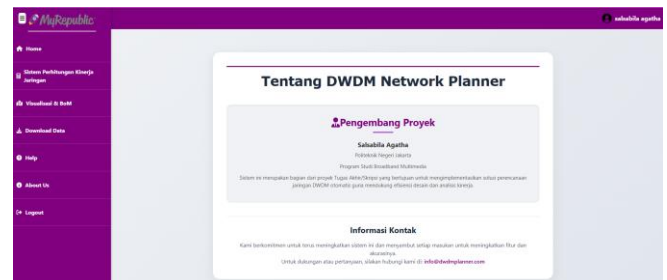 MyRepublic
salsabila agatha
Home
Sistem Perhitungan Kinerja
Jaringan
Visualisasi & BoM
Download Data
Help
About Us
Logout
Tentang DWDM Network Planner
Pengembang Proyek
Salsabila Agatha
Politeknik Negeri Jakarta
Program Studi Broadband Multimedia
Sistem ini merupakan bagian dari proyek Tugas Akhir/Skripsi yang bertujuan untuk mengimplementasikan solusi perencanaan
jaringan DWDM otomatis guna mendukung efisiensi desain dan analisis kinerja.
Informasi Kontak
Kami berkomitmen untuk terus meningkatkan sistem ini dan menyambut setiap masukan untuk meningkatkan fitur dan
akurasinya.
Untuk dukungan atau pertanyaan, silakan hubungi kami di: info@dwdmplanner.com